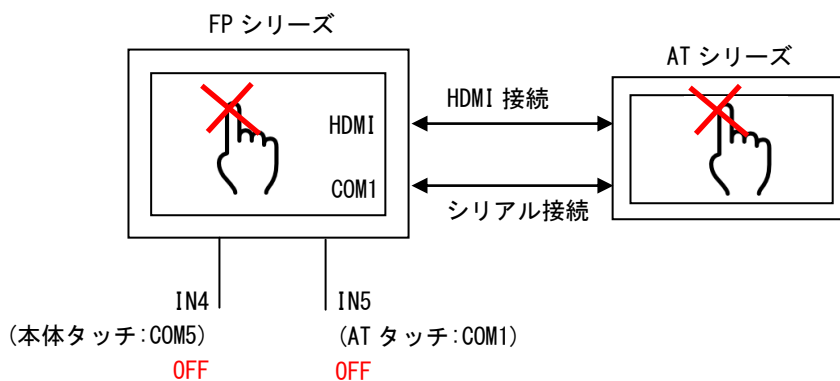 FP シリーズ
AT シリーズ
HDMI 接続
HDMI
COM1
シリアル接続
IN4
(本体タッチ:COM5)
OFF
IN5
(AT タッチ:COM1)
OFF